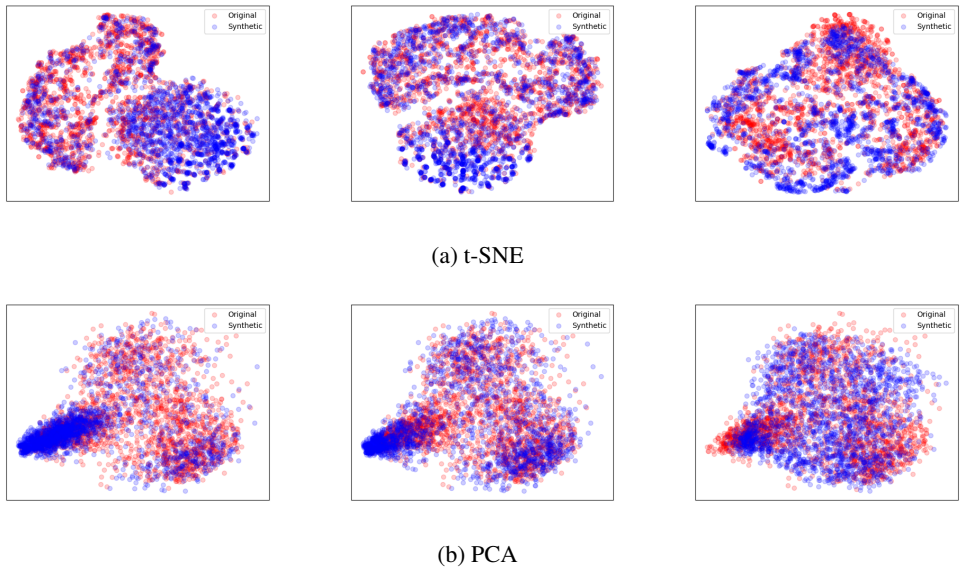 Original
Synthetic
Original
Synthetic
Original
Synthetic
(a) t-SNE
Original
Synthetic
Original
Synthetic
Original
Synthetic
(b) PCA